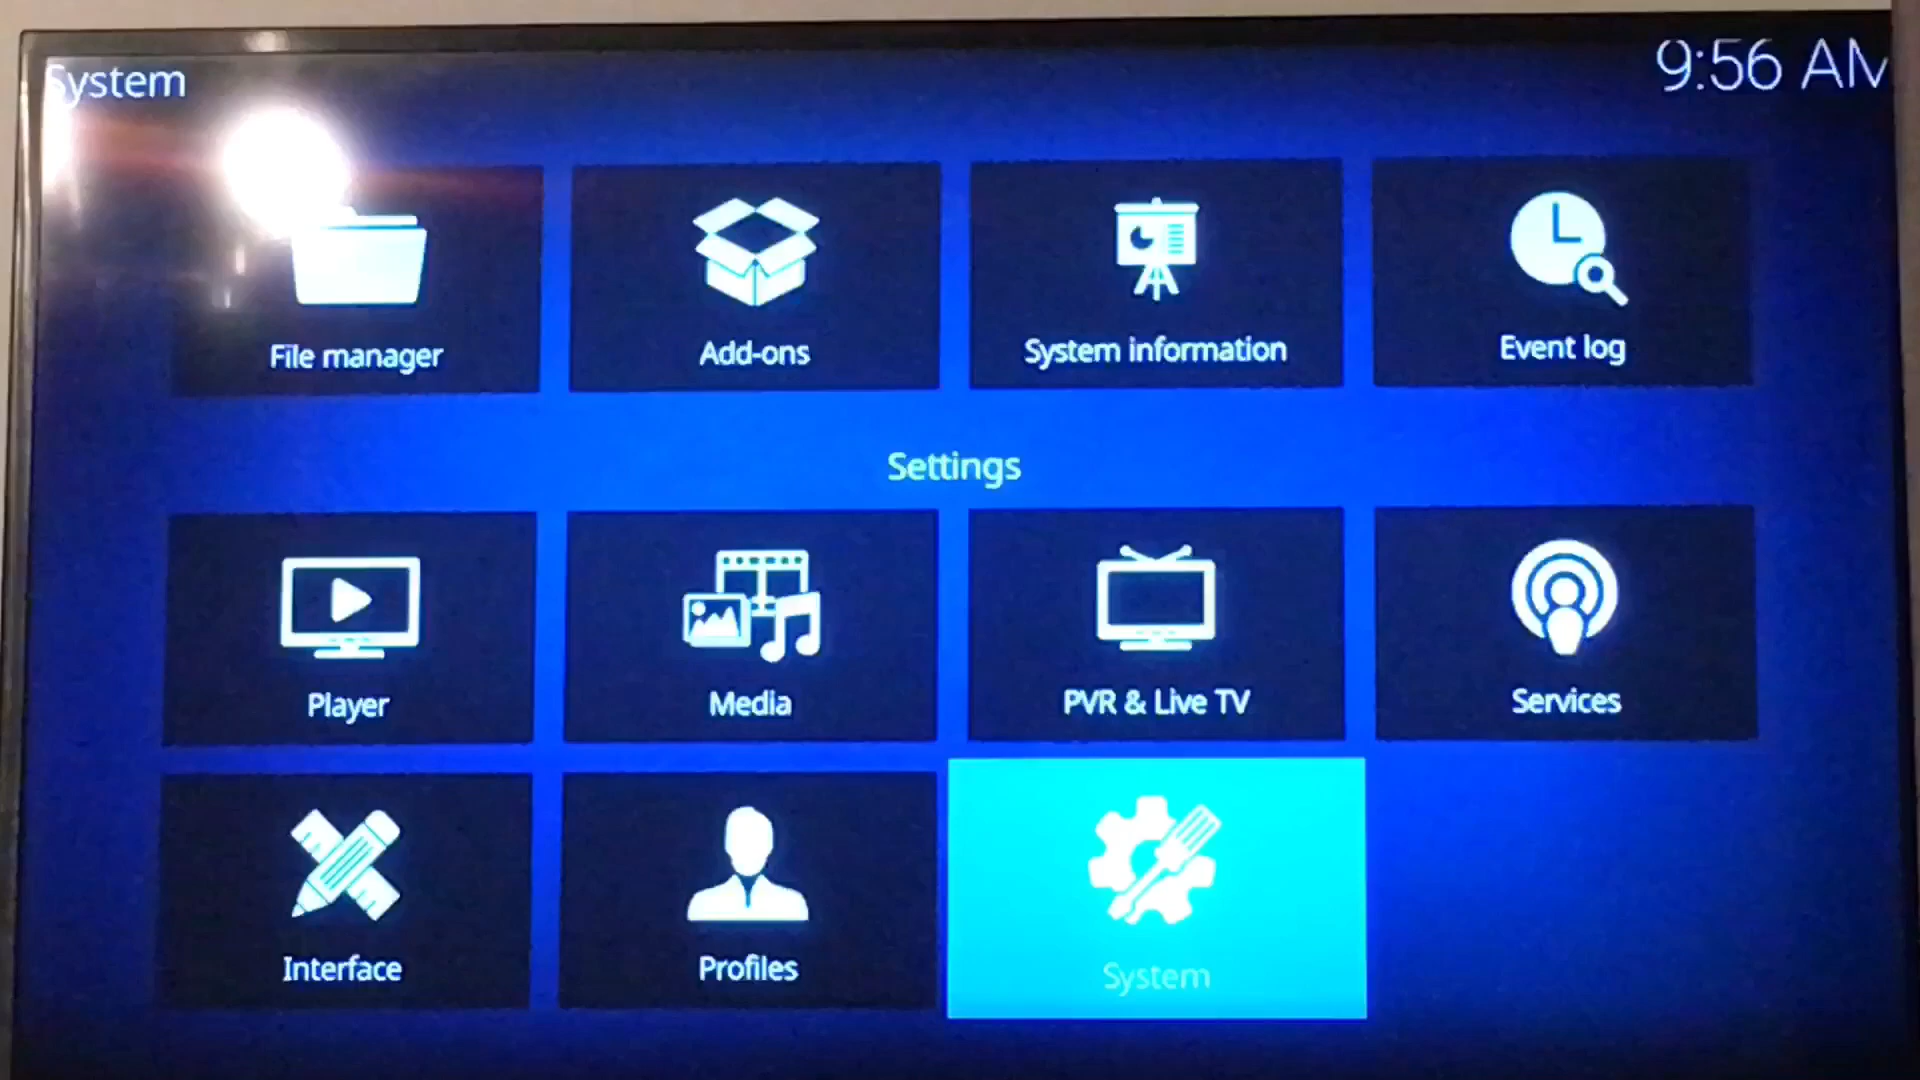 System
9:56 AM
File manager
Add-ons
System information
Event log
Settings
Player
Media
PVR & Live TV
Services
Interface
Profiles
System